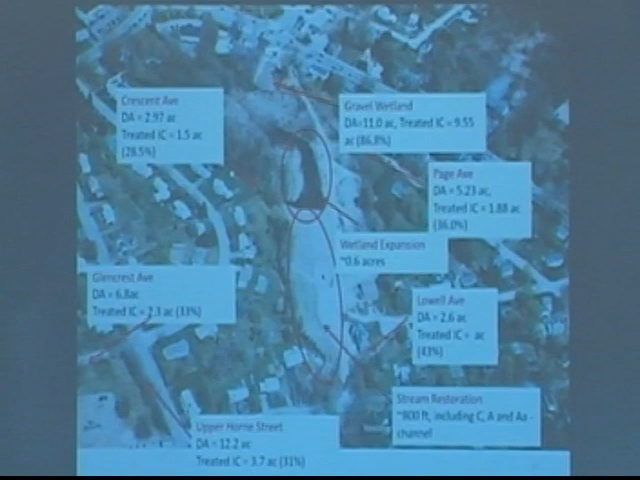 Crescent Ave
DA = 2.97 ac
Treated IC = 1.5 ac
(28.5%)
Gravel Wetland
DA=11.0 ac, Treated IC = 9.55
ac (86.8%)
Page Ave
DA = 5.23 ac,
Treated IC = 1.88 ac
(36.0%)
Wetland Expansion
~0.6 acres
Glencrest Ave
DA = 6.8ac
Treated IC = 2.3 ac (33%)
Lowell Ave
DA = 2.6 ac
Treated IC = ac
(43%)
Stream Restoration
~800 ft, including C, A and Aa -
channel
Upper Horne Street
DA = 12.2 ac
Treated IC = 3.7 ac (31%)